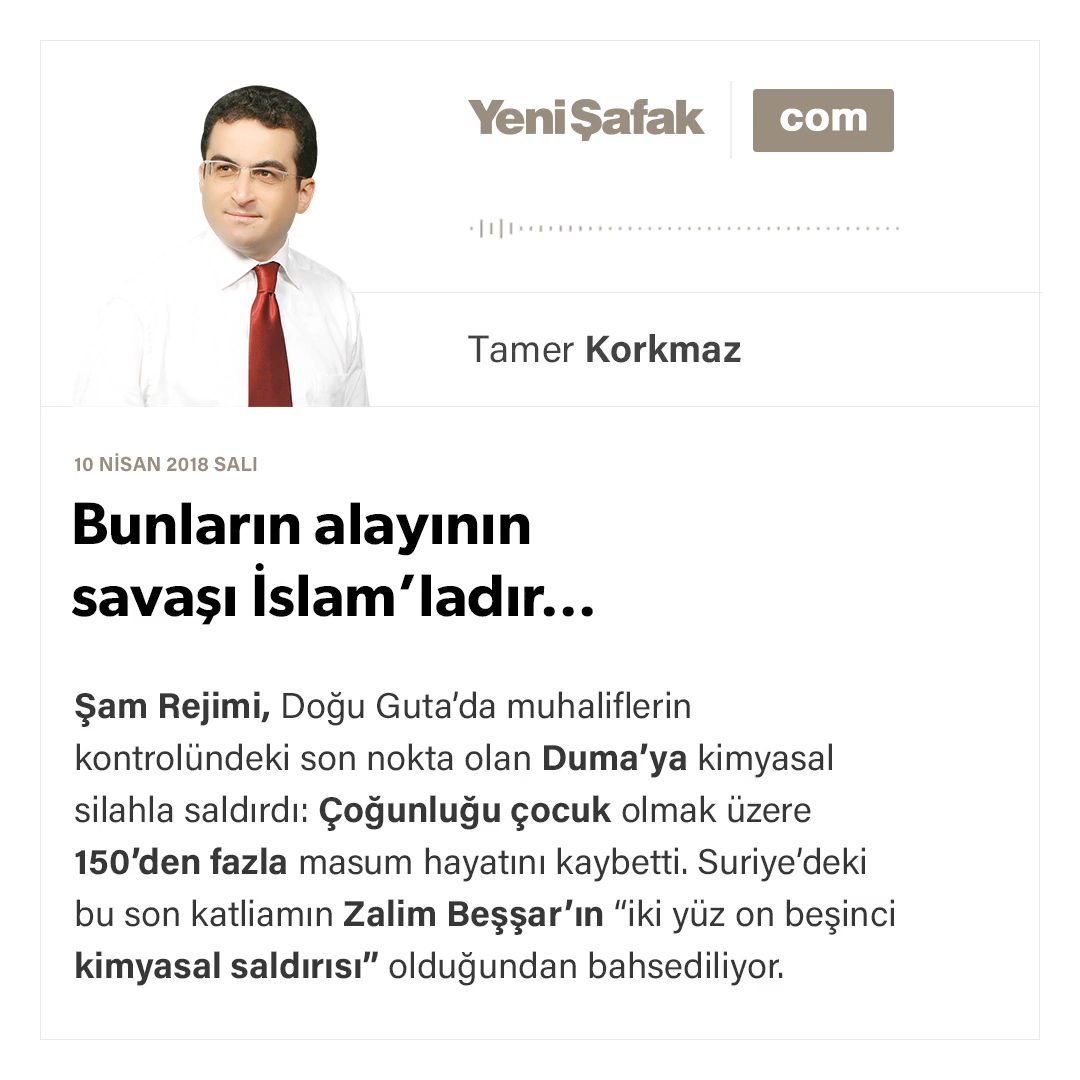 YeniŞafak
com
Tamer Korkmaz
10 NİSAN 2018 SALI
Bunların alayının
savaşı İslam’ladır...
Şam Rejimi, Doğu Guta’da muhaliflerin
kontrolündeki son nokta olan Duma’ya kimyasal
silahla saldırdı: Çoğunluğu çocuk olmak üzere
150’den fazla masum hayatını kaybetti. Suriye’deki
bu son katliamın Zalim Beşşar’ın “iki yüz on beşinci
kimyasal saldırısı” olduğundan bahsediliyor.